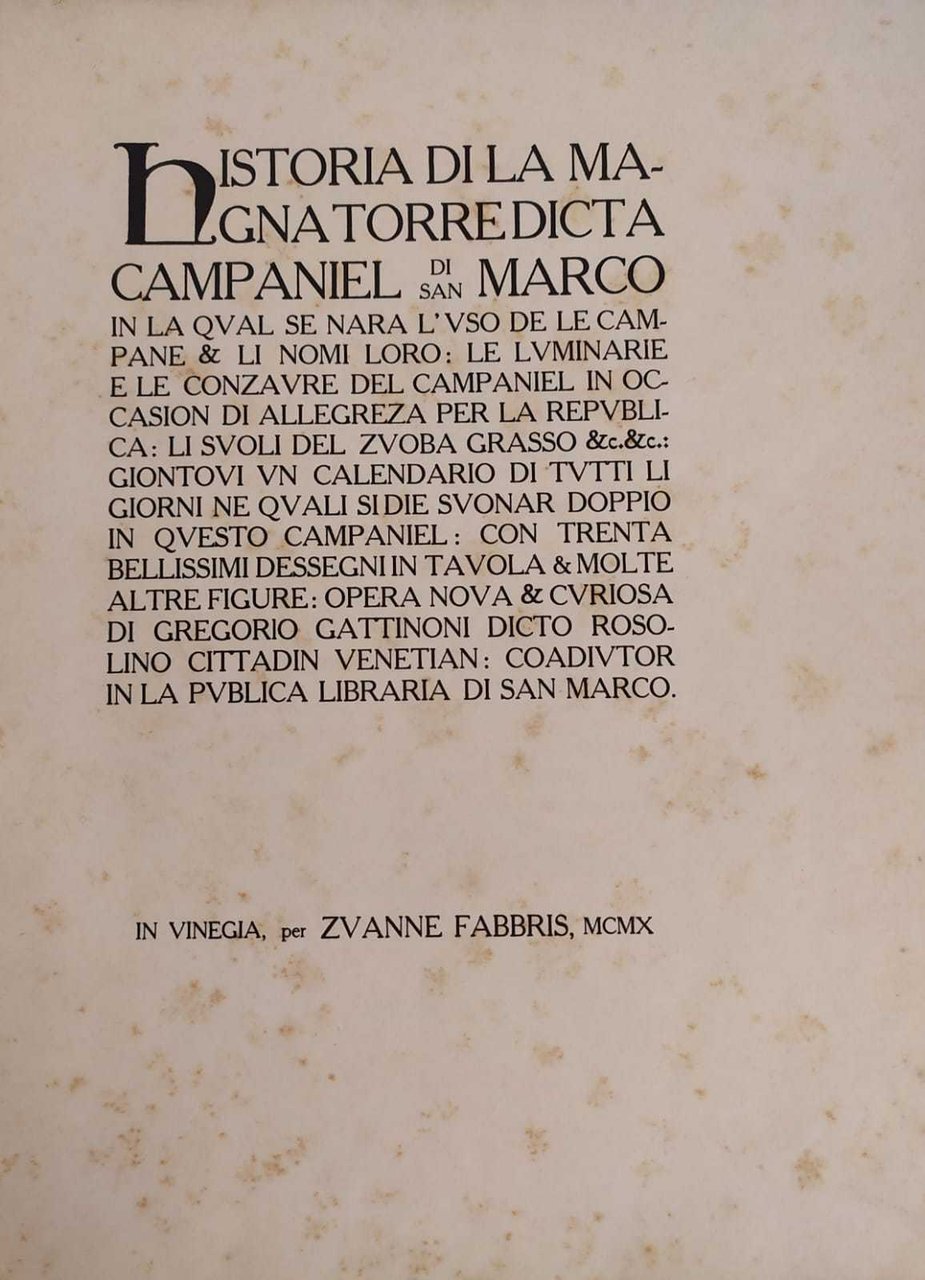 HISTORIA DI LA MA-
GNA TORRE DICTA
CAMPANIEL DI SAN MARCO
IN LA QVAL SE NARA L'VSO DE LE CAM-
PANE & LI NOMI LORO: LE LVMINARIE
E LE CONZAVRE DEL CAMPANIEL IN OC-
CASION DI ALLEGREZA PER LA REPVBLI-
CA: LI SVOLI DEL ZVOBA GRASSO &c.&c.:
GIONTOVI VN CALENDARIO DI TVTTI LI
GIORNI NE QVALI SI DIE SVONAR DOPPIO
IN QVESTO CAMPANIEL: CON TRENTA
BELLISSIMI DESSEGNI IN TAVOLA & MOLTE
ALTRE FIGURE: OPERA NOVA & CVRIOSA
DI GREGORIO GATTINONI DICTO ROSO-
LINO CITTADIN VENETIAN: COADIVTOR
IN LA PVBLICA LIBRARIA DI SAN MARCO.
IN VINEGIA, per ZVANNE FABBRIS, MCMX